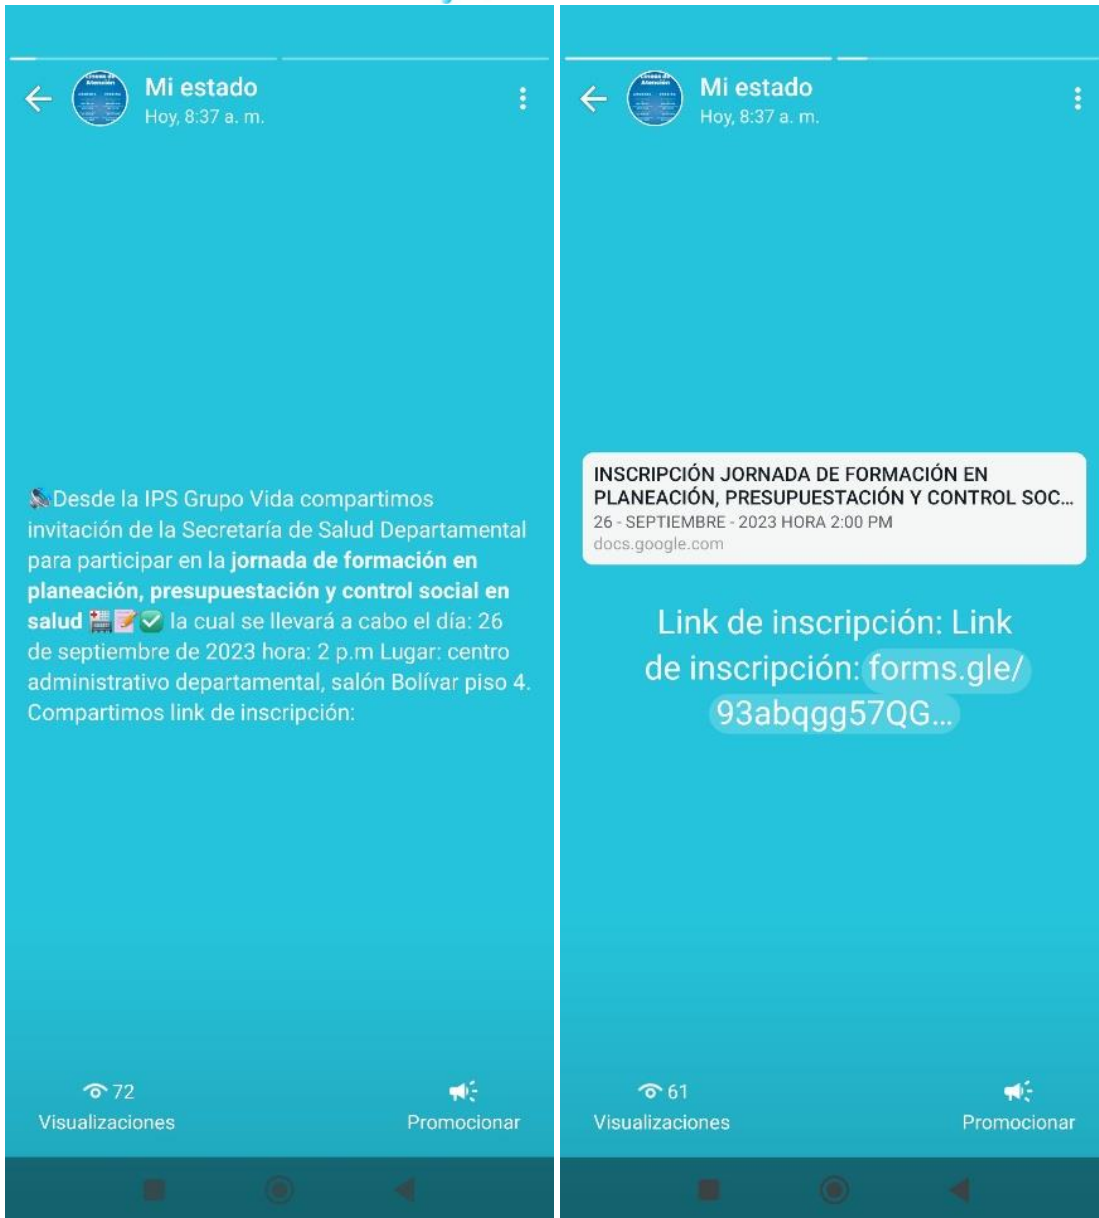 Mi estado
Hoy, 8:37 a. m.
🔊Desde la IPS Grupo Vida compartimos
invitación de la Secretaría de Salud Departamental
para participar en la jornada de formación en
planeación, presupuestación y control social en
salud 🏥📝✅ la cual se llevará a cabo el día: 26
de septiembre de 2023 hora: 2 p.m Lugar: centro
administrativo departamental, salón Bolívar piso 4.
Compartimos link de inscripción:
72
Visualizaciones
Promocionar
Mi estado
Hoy, 8:37 a. m.
INSCRIPCIÓN JORNADA DE FORMACIÓN EN
PLANEACIÓN, PRESUPUESTACIÓN Y CONTROL SOC...
26 - SEPTIEMBRE - 2023 HORA 2:00 PM
docs.google.com
Link de inscripción: Link
de inscripción: forms.gle/
93abqgg57QG...
61
Visualizaciones
Promocionar